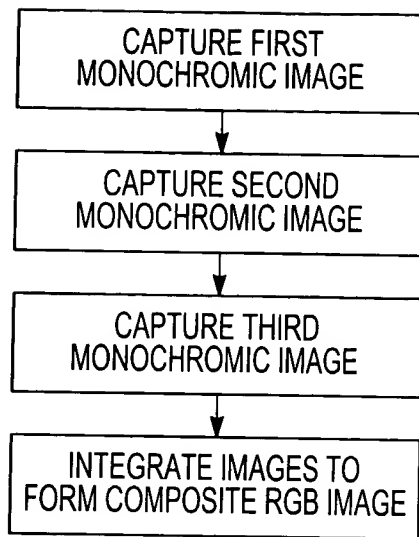 CAPTURE FIRST
MONOCHROMIC IMAGE
CAPTURE SECOND
MONOCHROMIC IMAGE
CAPTURE THIRD
MONOCHROMIC IMAGE
INTEGRATE IMAGES TO
FORM COMPOSITE RGB IMAGE